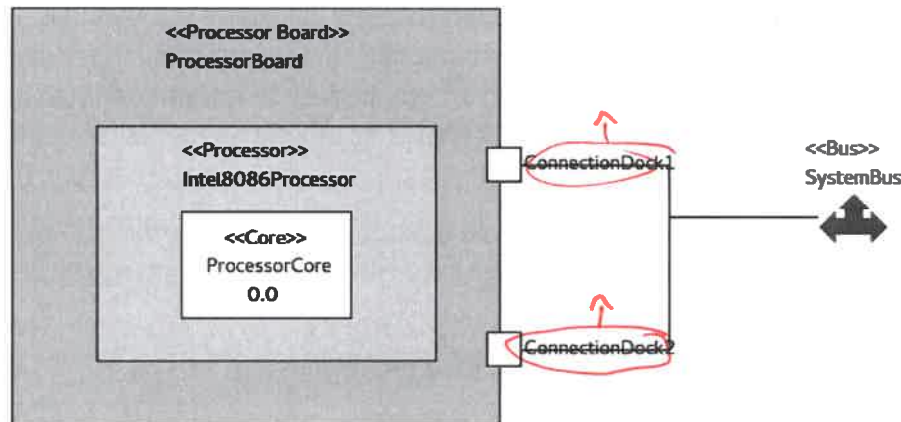 <<Processor Board>>
ProcessorBoard
<<Processor>>
Intel8086Processor
<<Core>>
ProcessorCore
0.0
ConnectionDock1
ConnectionDock2
<<Bus>>
SystemBus